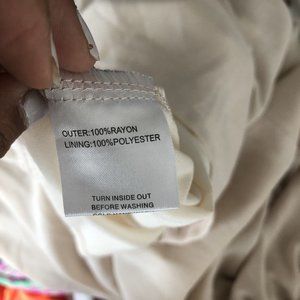 OUTER:100%RAYON
LINING:100%POLYESTER
TURN INSIDE OUT
BEFORE WASHING